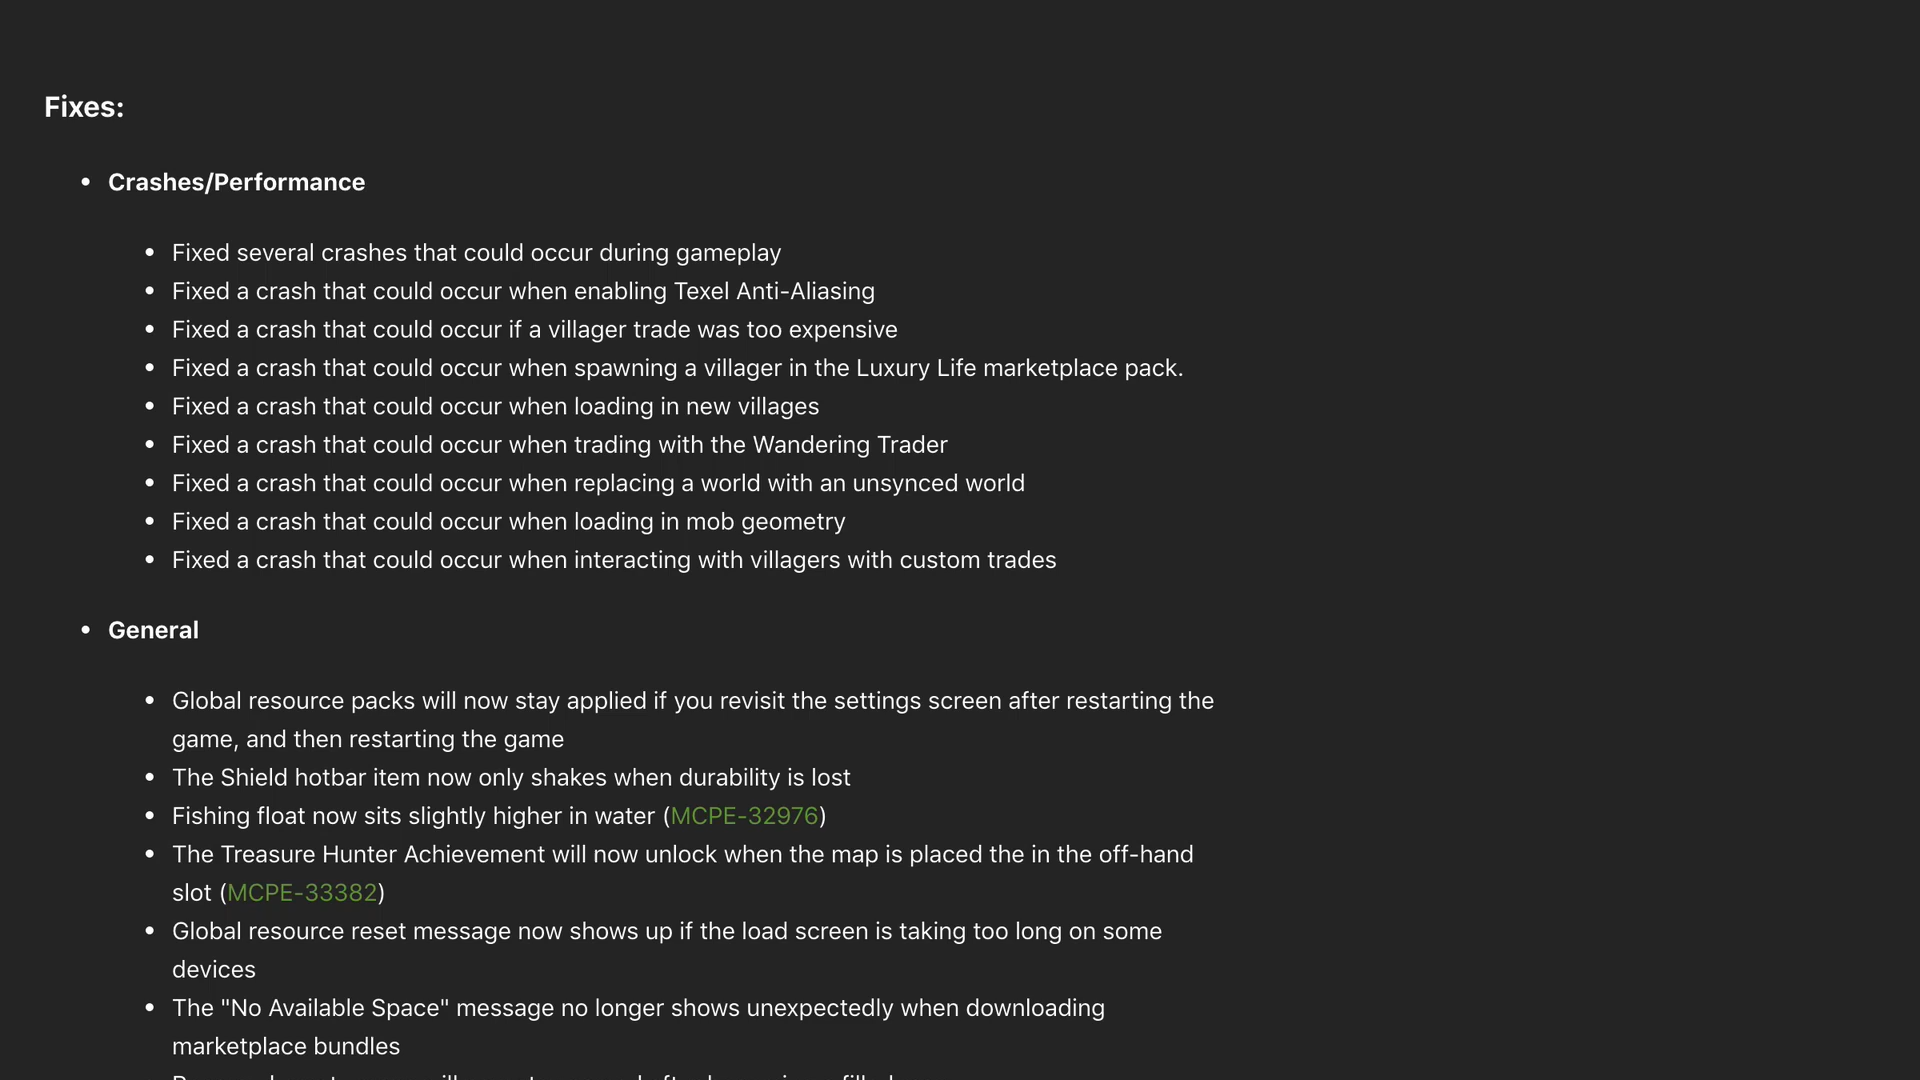 Fixes:
Crashes/Performance
Fixed several crashes that could occur during gameplay
Fixed a crash that could occur when enabling Texel Anti-Aliasing
Fixed a crash that could occur if a villager trade was too expensive
Fixed a crash that could occur when spawning a villager in the Luxury Life marketplace pack.
Fixed a crash that could occur when loading in new villages
Fixed a crash that could occur when trading with the Wandering Trader
Fixed a crash that could occur when replacing a world with an unsynced world
Fixed a crash that could occur when loading in mob geometry
Fixed a crash that could occur when interacting with villagers with custom trades
General
Global resource packs will now stay applied if you revisit the settings screen after restarting the
game, and then restarting the game
The Shield hotbar item now only shakes when durability is lost
Fishing float now sits slightly higher in water (MCPE-32976)
The Treasure Hunter Achievement will now unlock when the map is placed the in the off-hand
slot (MCPE-33382)
Global resource reset message now shows up if the load screen is taking too long on some
devices
The "No Available Space" message no longer shows unexpectedly when downloading
marketplace bundles